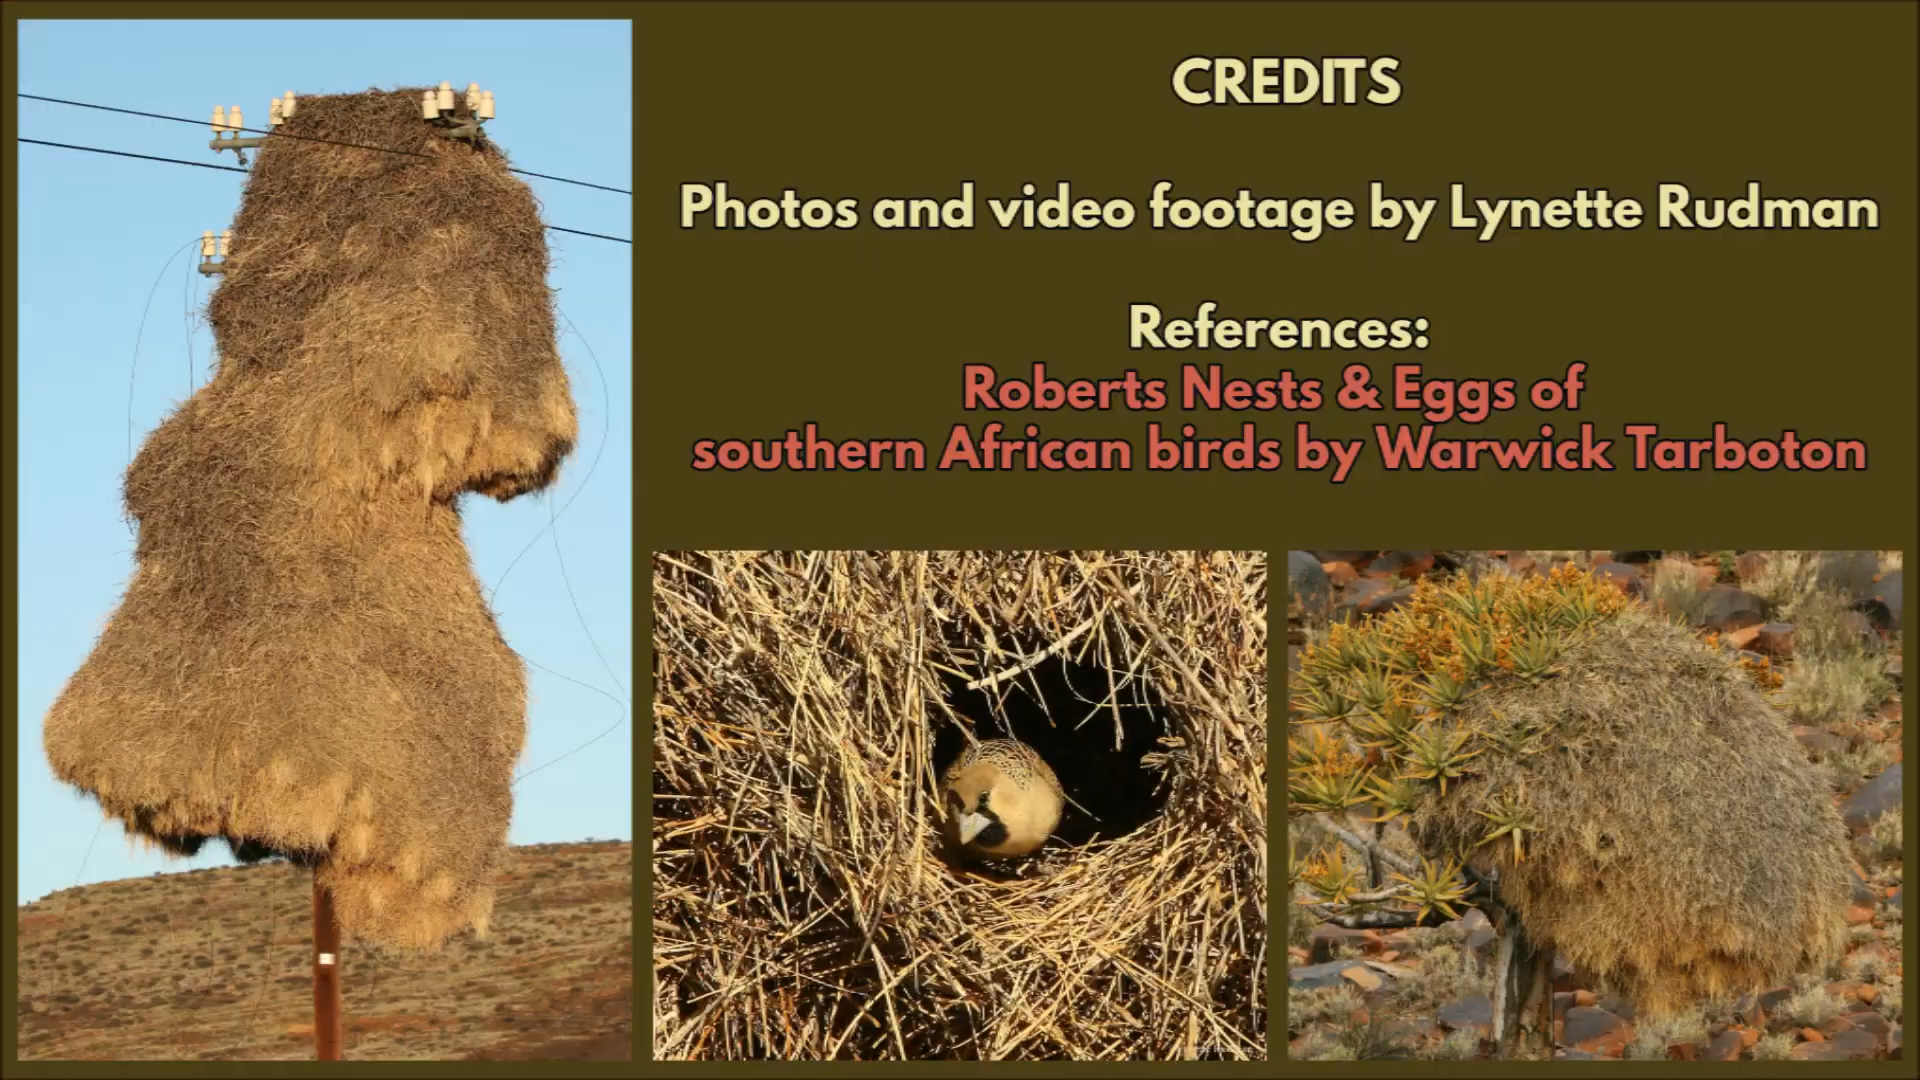 CREDITS
Photos and video footage by Lynette Rudman
References:
Roberts Nests & Eggs of
southern African birds by Warwick Tarboton